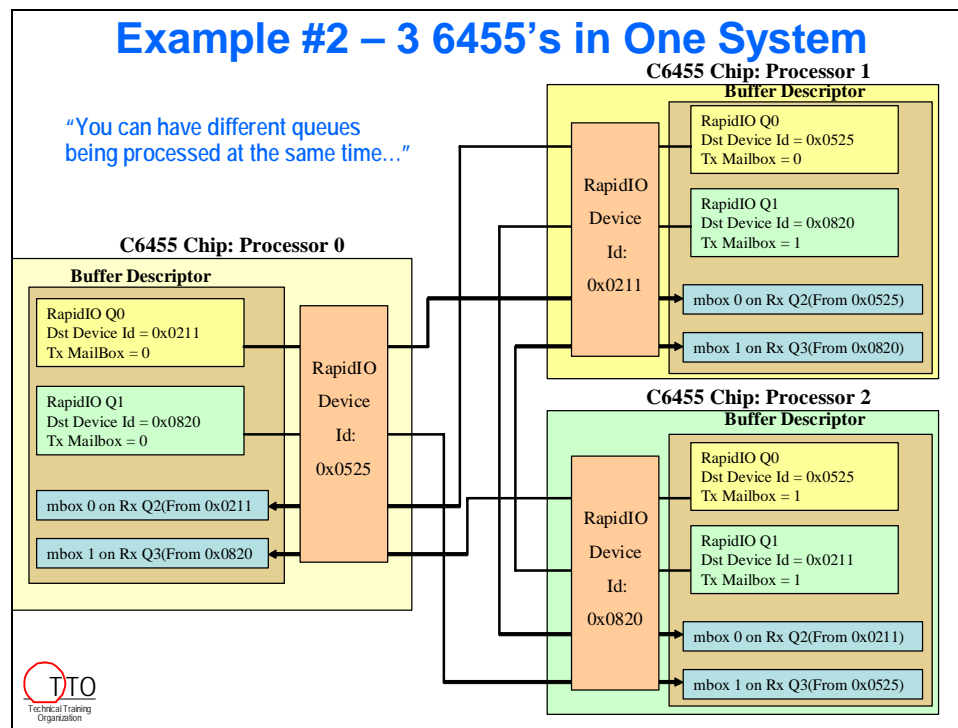 Example #2 – 3 6455's in One System
"You can have different queues
being processed at the same time…"
C6455 Chip: Processor 0
Buffer Descriptor
RapidIO Q0
Dst Device Id = 0x0211
Tx MailBox = 0
RapidIO Q1
Dst Device Id = 0x0820
Tx Mailbox = 0
mbox 0 on Rx Q2(From 0x0211
mbox 1 on Rx Q3(From 0x0820
RapidIO
Device
Id:
0x0525
C6455 Chip: Processor 1
Buffer Descriptor
RapidIO
Device
Id:
0x0211
RapidIO Q0
Dst Device Id = 0x0525
Tx Mailbox = 0
RapidIO Q1
Dst Device Id = 0x0820
Tx Mailbox = 1
mbox 0 on Rx Q2(From 0x0525)
mbox 1 on Rx Q3(From 0x0820)
C6455 Chip: Processor 2
Buffer Descriptor
RapidIO
Device
Id:
0x0820
RapidIO Q0
Dst Device Id = 0x0525
Tx Mailbox = 1
RapidIO Q1
Dst Device Id = 0x0211
Tx Mailbox = 1
mbox 0 on Rx Q2(From 0x0211)
mbox 1 on Rx Q3(From 0x0525)
TTO
Technical Training
Organization